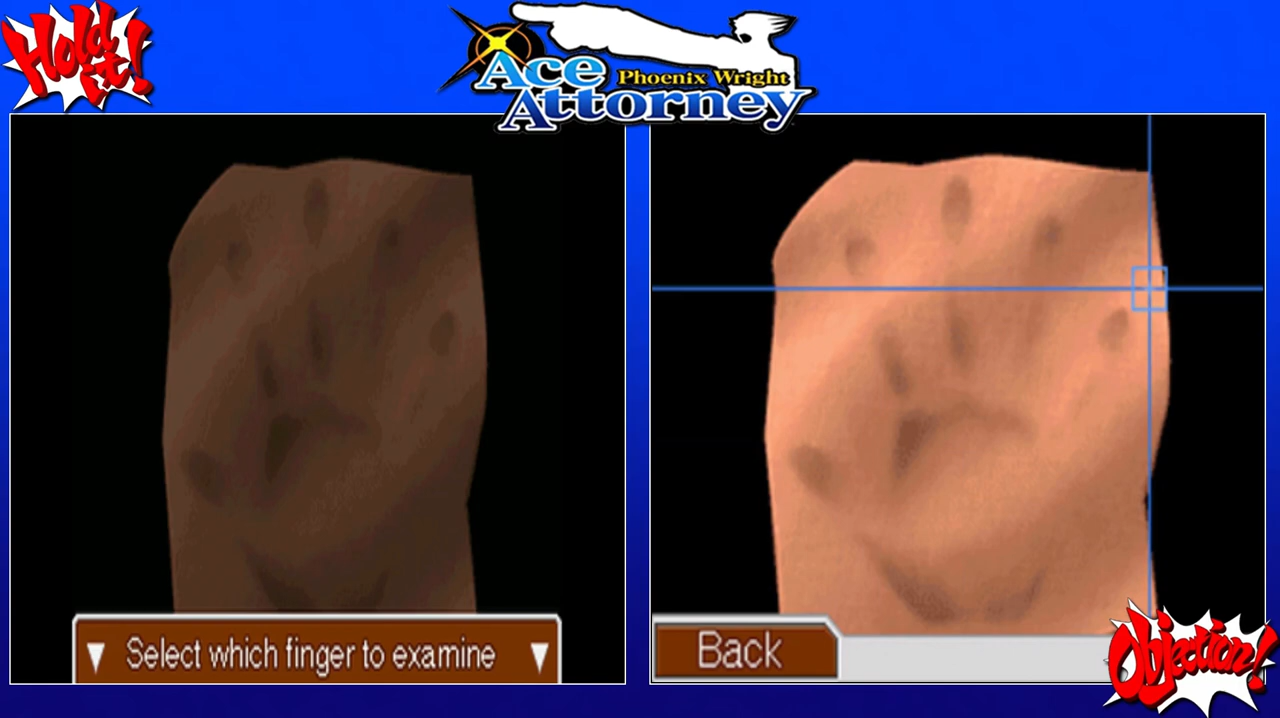 Hold it!
Phoenix Wright
Ace
Attorney
Select which finger to examine
Back
Objection!